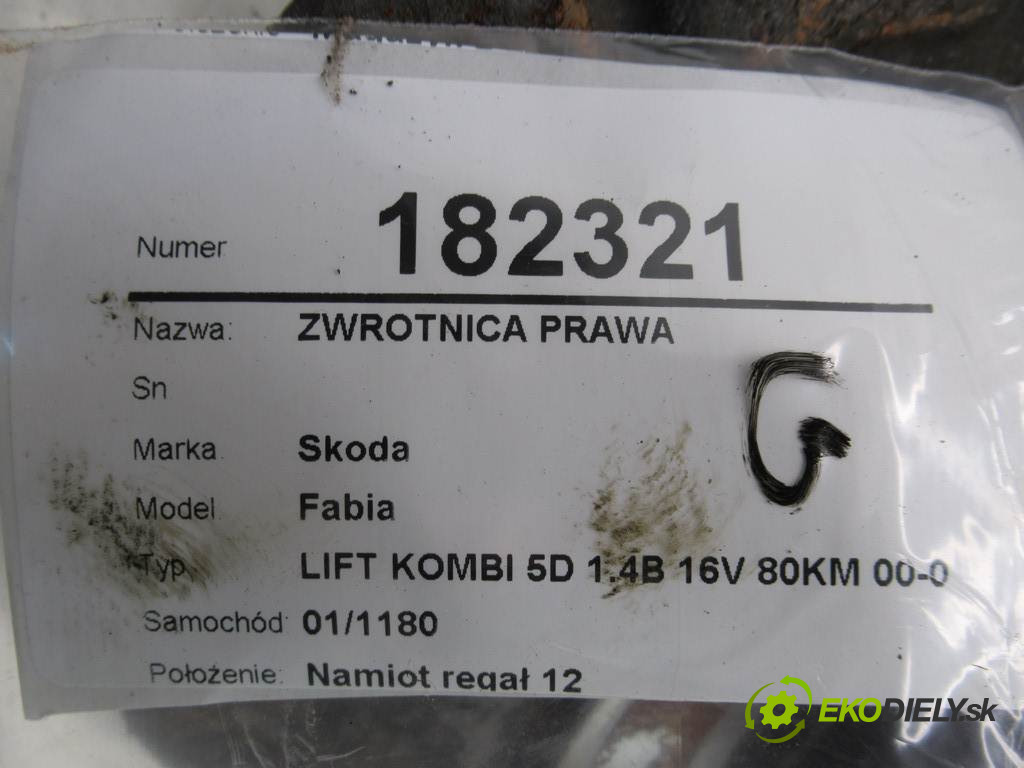 Numer 182321
Nazwa: ZWROTNICA PRAWA
Sn
Marka Skoda
Model Fabia
Typ LIFT KOMBI 5D 1.4B 16V 80KM 00-0
Samochód 01/1180
Położenie: Namiot regał 12
G
EKODIELY.sk